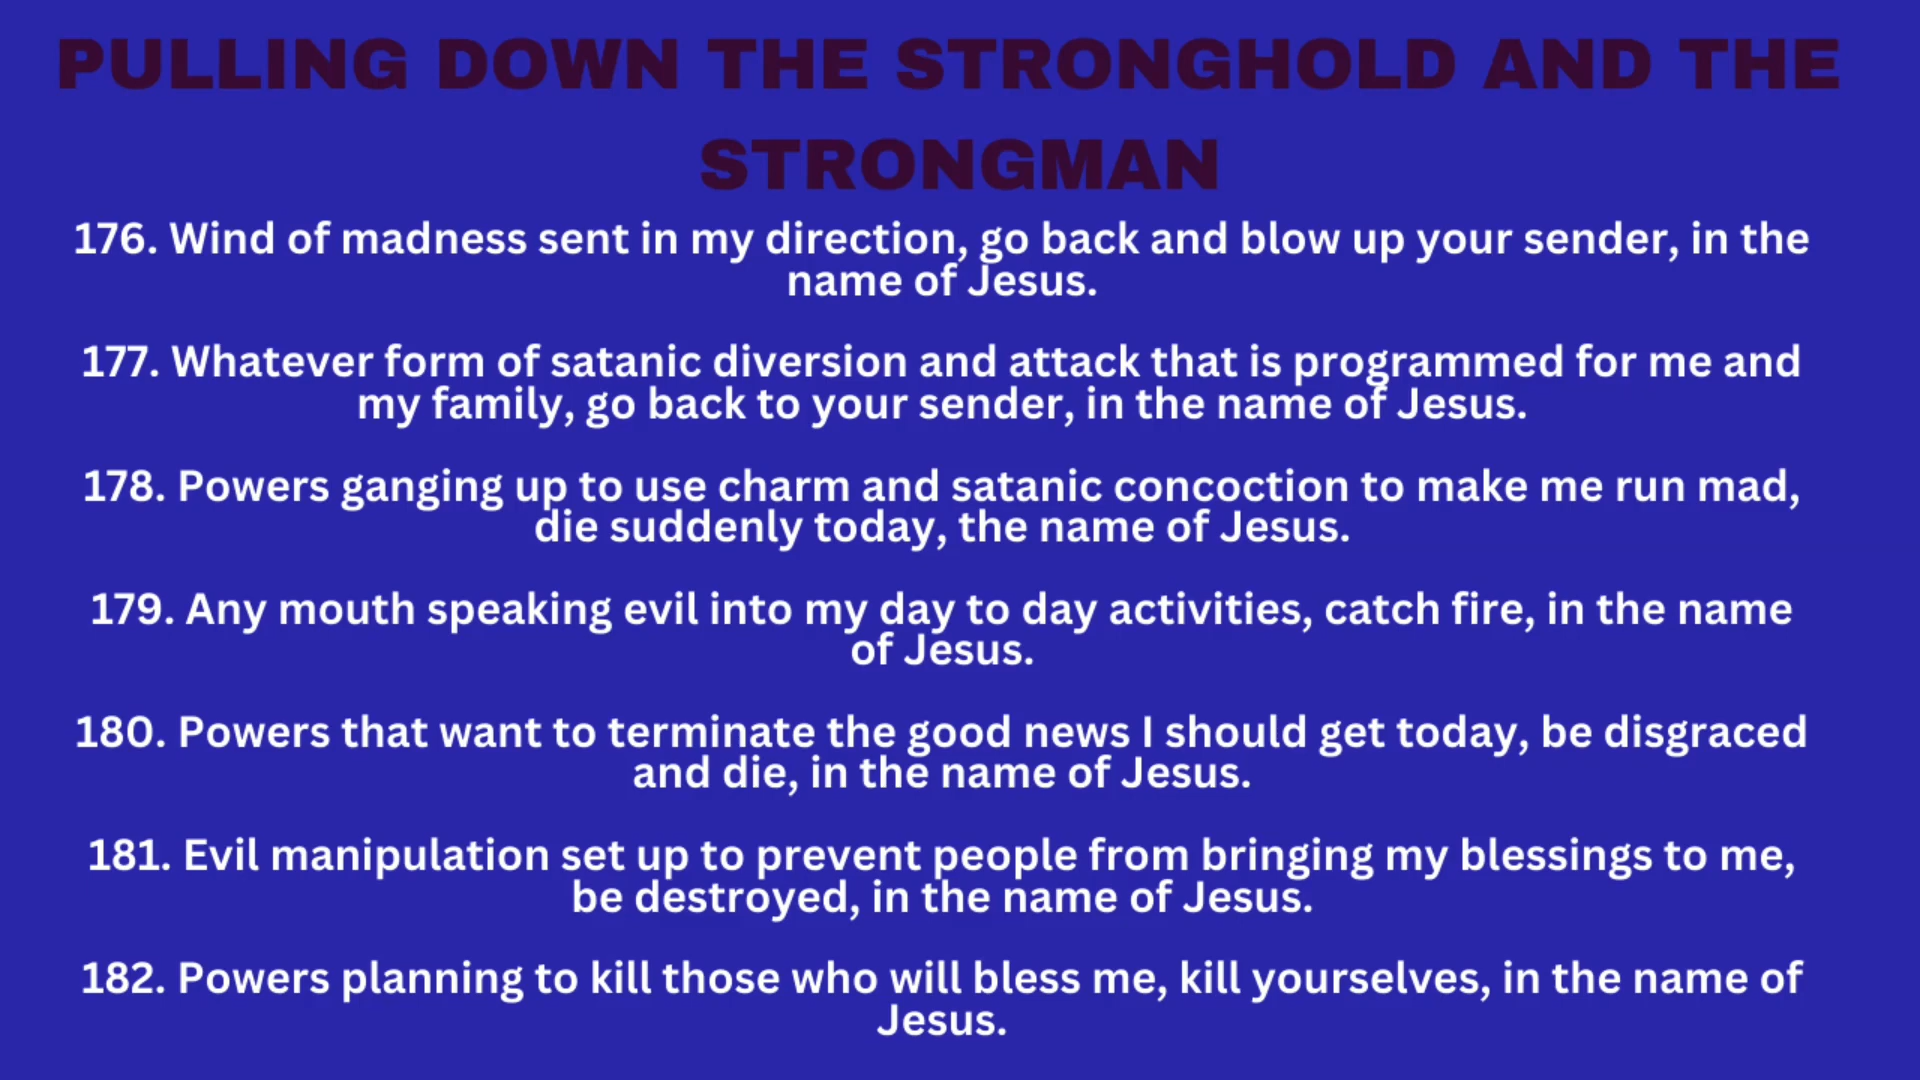 PULLING DOWN THE STRONGHOLD AND THE
STRONGMAN
176. Wind of madness sent in my direction, go back and blow up your sender, in the
name of Jesus.
177. Whatever form of satanic diversion and attack that is programmed for me and
my family, go back to your sender, in the name of Jesus.
178. Powers ganging up to use charm and satanic concoction to make me run mad,
die suddenly today, the name of Jesus.
179. Any mouth speaking evil into my day to day activities, catch fire, in the name
of Jesus.
180. Powers that want to terminate the good news I should get today, be disgraced
and die, in the name of Jesus.
181. Evil manipulation set up to prevent people from bringing my blessings to me,
be destroyed, in the name of Jesus.
182. Powers planning to kill those who will bless me, kill yourselves, in the name of
Jesus.